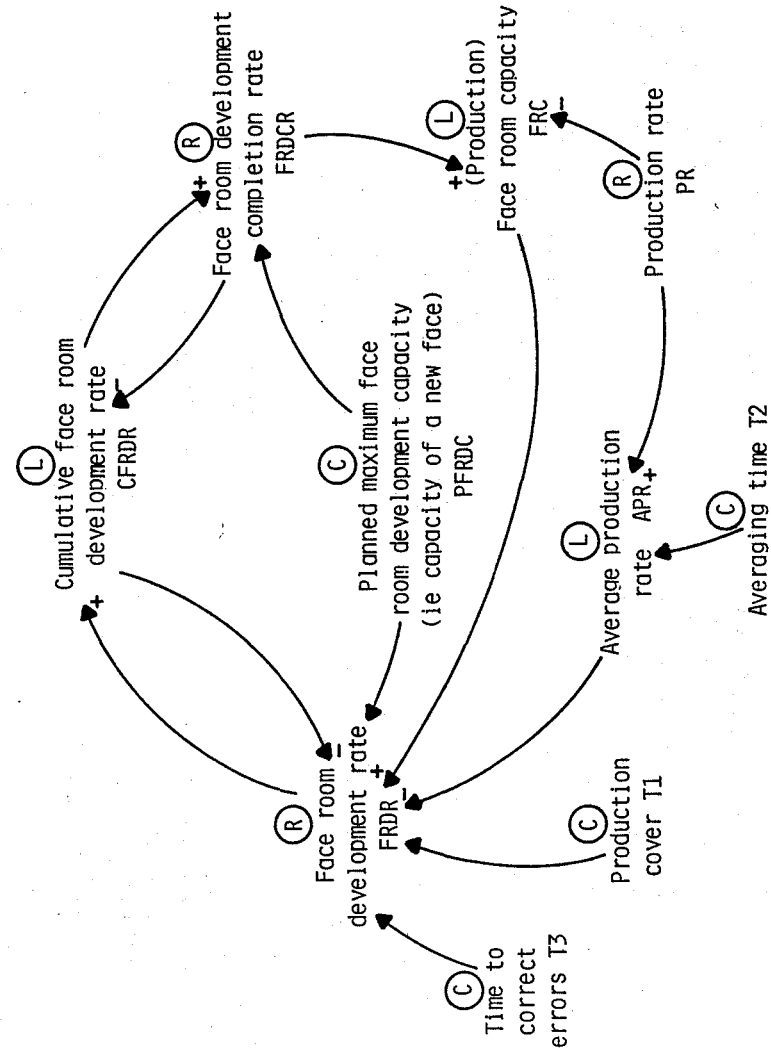 L
Cumulative face room
development rate
CFRDR
+
-
R
+
Face room development
completion rate
FRDCR
R
Face room
-
development rate
+
FRDR
-
C
Planned maximum face
room development capacity
(ie capacity of a new face)
PFRDC
L
+
(Production)
Face room capacity
FRC
-
C
Time to
correct
errors T3
C
Production
cover T1
L
Average production
rate APR
+
R
Production rate
PR
C
Averaging time T2